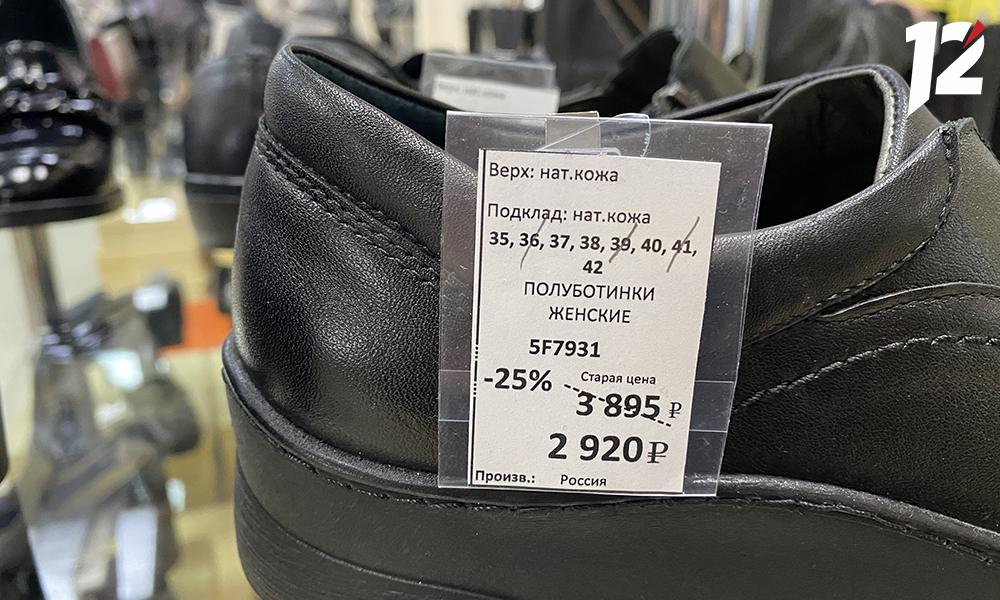 12
Верх: нат.кожа
Подклад: нат.кожа
35, 36, 37, 38, 39, 40, 41,
42
ПОЛУБОТИНКИ
ЖЕНСКИЕ
5F7931
-25% Старая цена
3 895 ₽
2 920 ₽
Произв.: Россия